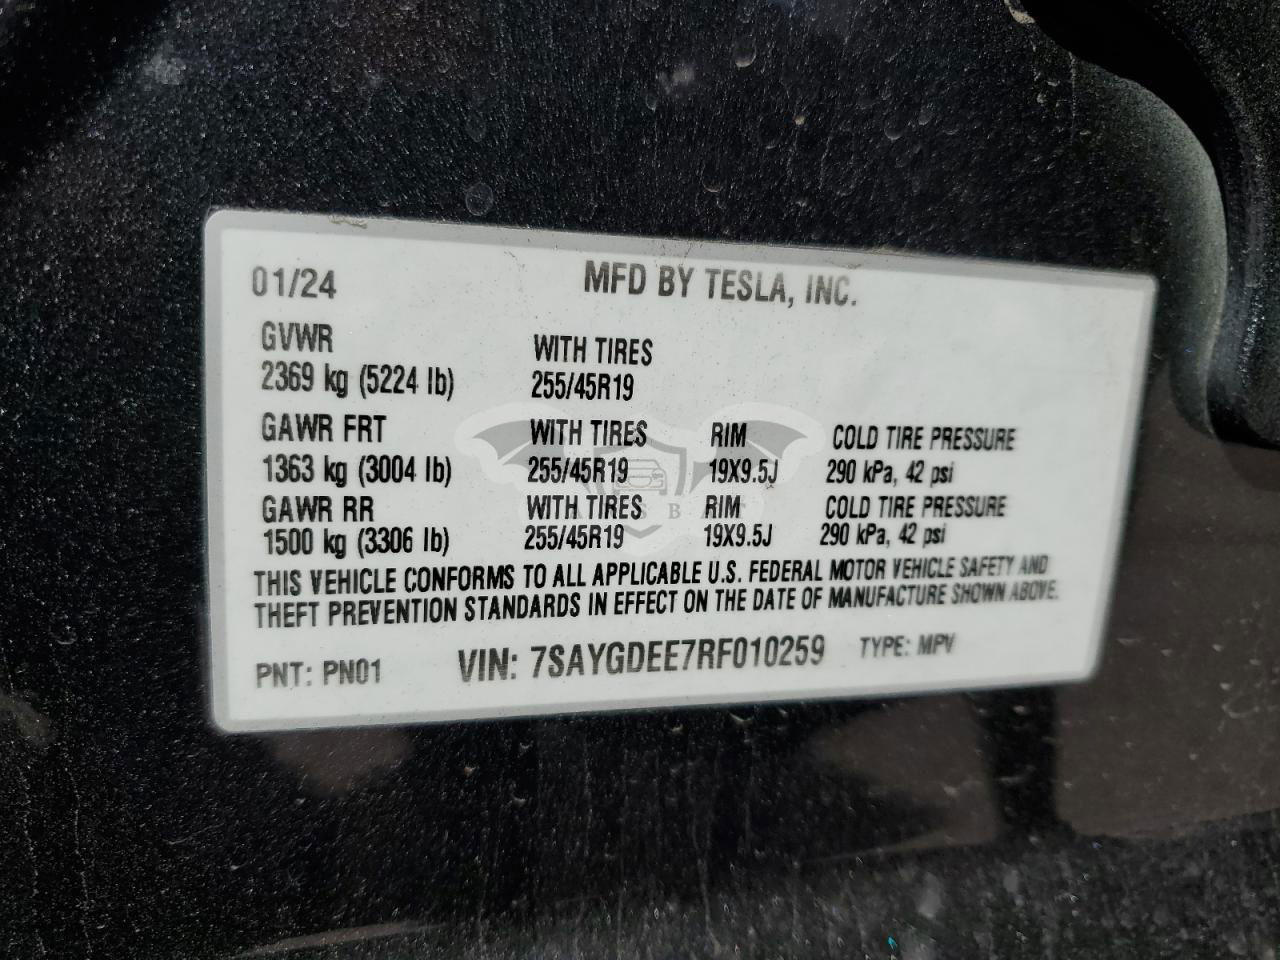 01/24 MFD BY TESLA, INC.
GVWR WITH TIRES
2369 kg (5224 lb) 255/45R19
GAWR FRT WITH TIRES RIM COLD TIRE PRESSURE
1363 kg (3004 lb) 255/45R19 19X9.5J 290 kPa, 42 psi
GAWR RR WITH TIRES RIM COLD TIRE PRESSURE
1500 kg (3306 lb) 255/45R19 19X9.5J 290 kPa, 42 psi
THIS VEHICLE CONFORMS TO ALL APPLICABLE U.S. FEDERAL MOTOR VEHICLE SAFETY AND
THEFT PREVENTION STANDARDS IN EFFECT ON THE DATE OF MANUFACTURE SHOWN ABOVE.
PNT: PN01 VIN: 7SAYGDEE7RF010259 TYPE: MPV